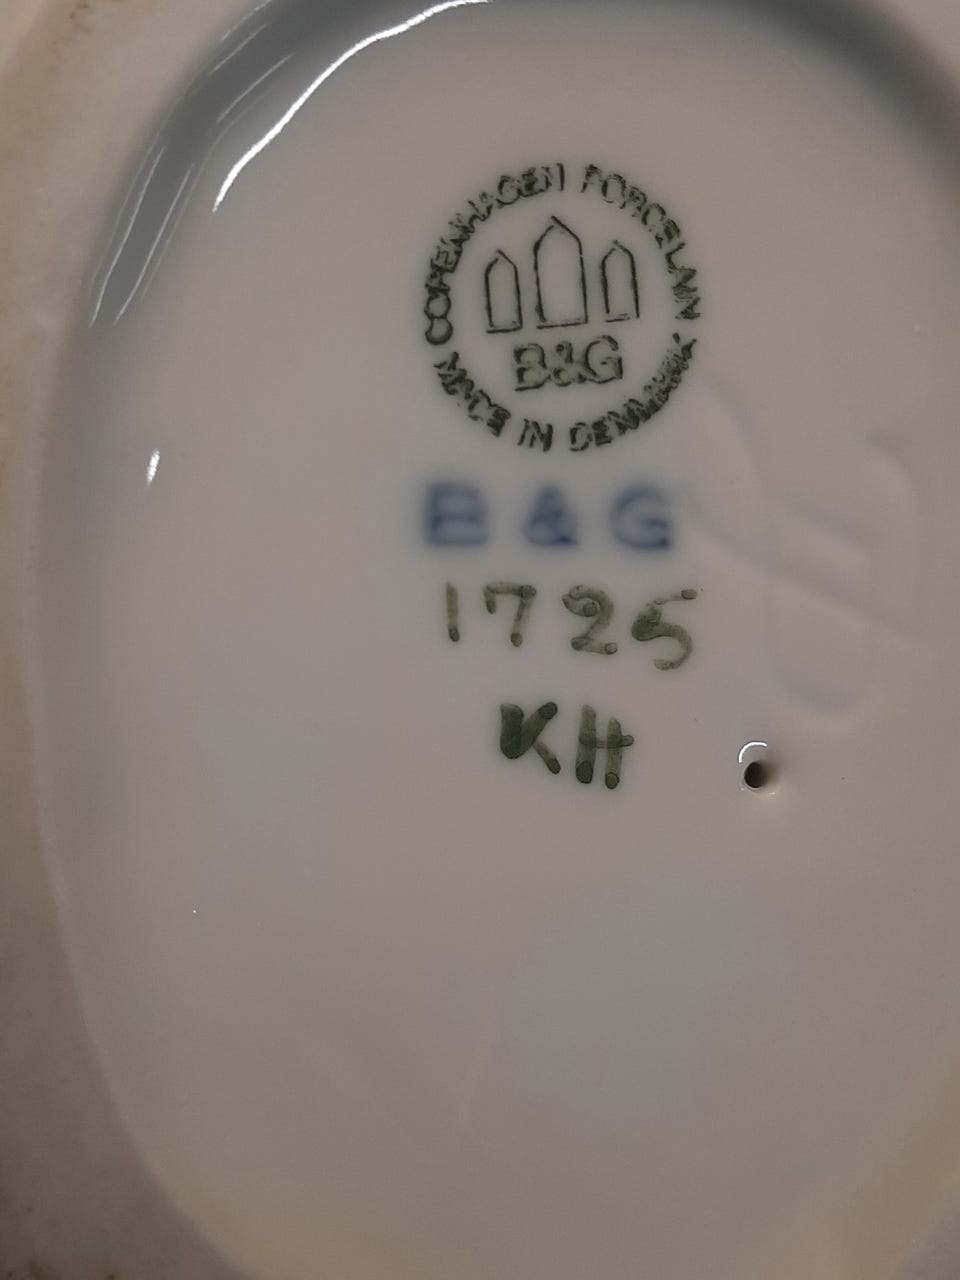 COPENHAGEN PORCELAIN
B&G
MADE IN DENMARK
B & G
1725
KH